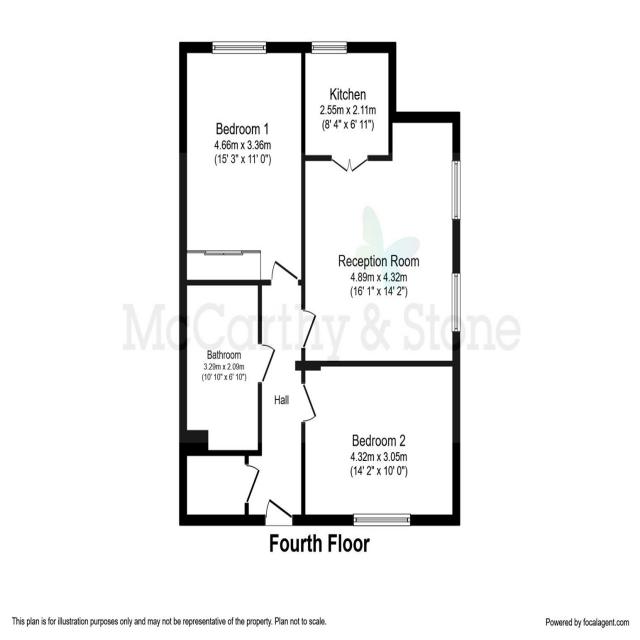 Kitchen
2.55m x 2.11m
(8' 4" x 6' 11")
Bedroom 1
4.66m x 3.36m
(15' 3" x 11' 0")
Reception Room
4.89m x 4.32m
(16' 1" x 14' 2")
McCarthy & Stone
Bathroom
3.29m x 2.09m
(10' 10" x 6' 10")
Hall
Bedroom 2
4.32m x 3.05m
(14' 2" x 10' 0")
Fourth Floor
This plan is for illustration purposes only and may not be representative of the property. Plan not to scale.
Powered by focalagent.com